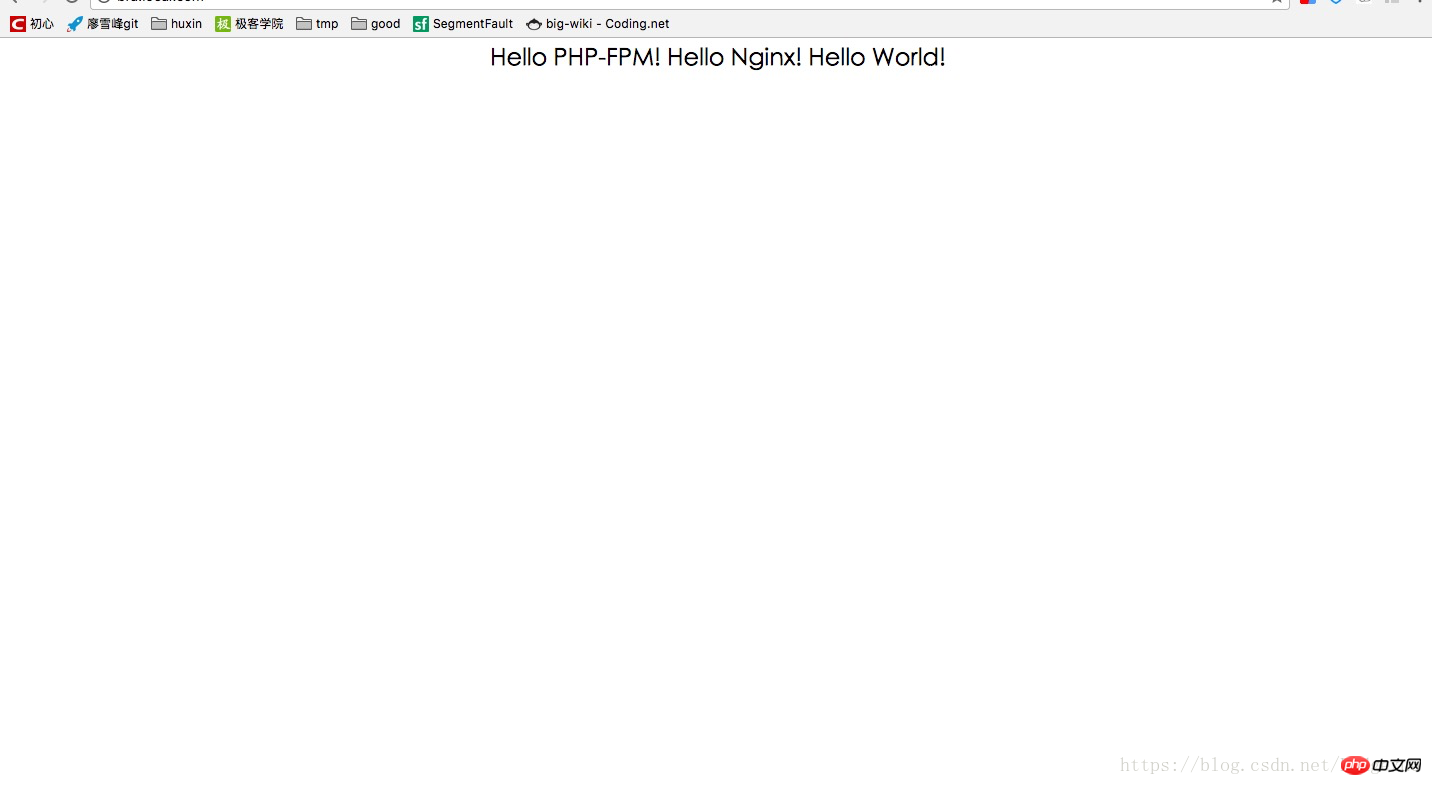 初心 廖雪峰git huxin 极客学院 tmp good SegmentFault big-wiki - Coding.net
Hello PHP-FPM! Hello Nginx! Hello World!
https://blog.csdn.net/
php中文网